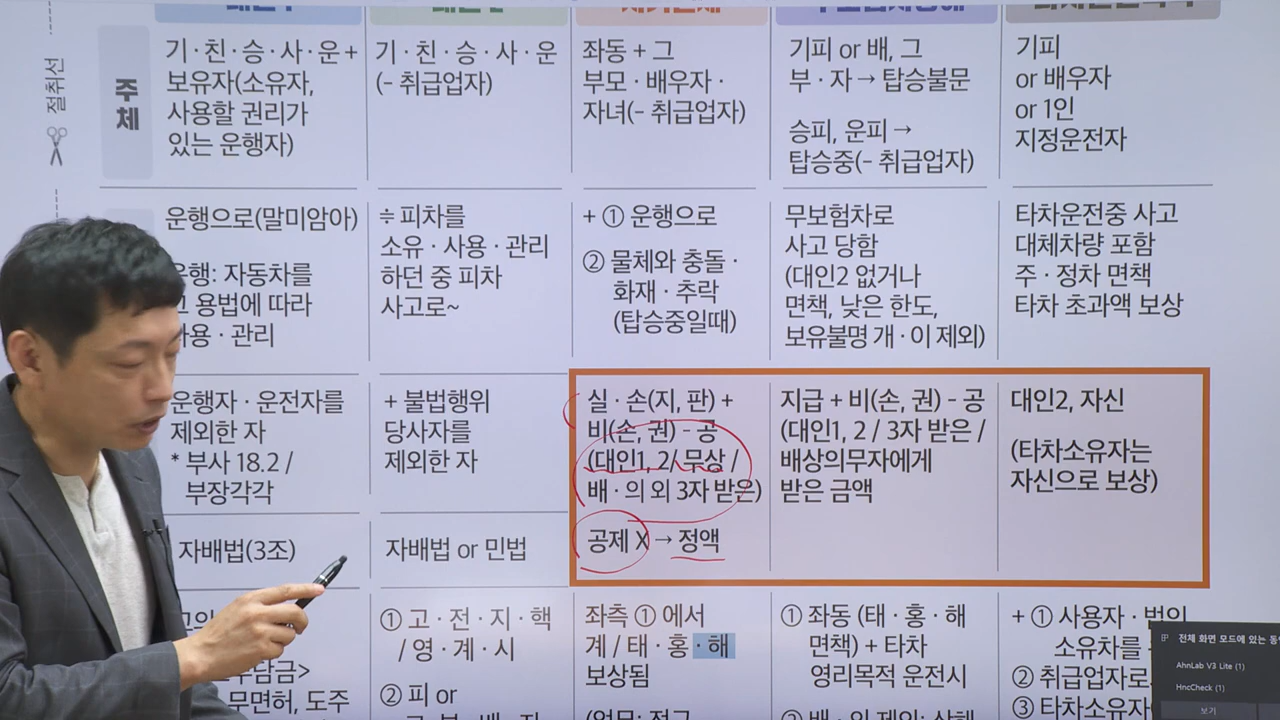 절취선
주체
기·친·승·사·운+
보유자(소유자,
사용할 권리가
있는 운행자)
기·친·승·사·운
(- 취급업자)
좌동 + 그
부모·배우자·
자녀(- 취급업자)
기피 or 배, 그
부·자→ 탑승불문
승피, 운피 →
탑승중(- 취급업자)
기피
or 배우자
or 1인
지정운전자
운행으로(말미암아)
운행: 자동차를
용법에 따라
사용·관리
≒ 피차를
소유·사용·관리
하던 중 피차
사고로~
+ ① 운행으로
② 물체와 충돌·
화재·추락
(탑승중일때)
무보험차로
사고 당함
(대인2 없거나
면책, 낮은 한도,
보유불명 개·이 제외)
타차운전중 사고
대체차량 포함
주·정차 면책
타차 초과액 보상
운행자·운전자를
제외한 자
* 부사 18.2 /
부장각각
+ 불법행위
당사자를
제외한 자
실·손(지, 판) +
비(손, 권) - 공
(대인1, 2/ 무상 /
배·의 외 3자 받은)
공제 X → 정액
지급 + 비(손, 권) - 공
(대인1, 2 / 3자 받은 /
배상의무자에게
받은 금액
대인2, 자신
(타차소유자는
자신으로 보상)
자배법(3조)
자배법 or 민법
무면허, 도주
① 고·전·지·핵
/ 영·계·시
② 피 or
좌측 ① 에서
계 / 태·홍·해
보상됨
① 좌동 (태·홍·해
면책) + 타차
영리목적 운전시
+ ① 사용자·법인
소유차를
② 취급업자로
③ 타차소유자
전체 화면 모드에 있는 동
AhnLab V3 Lite (1)
HncCheck (1)
보기